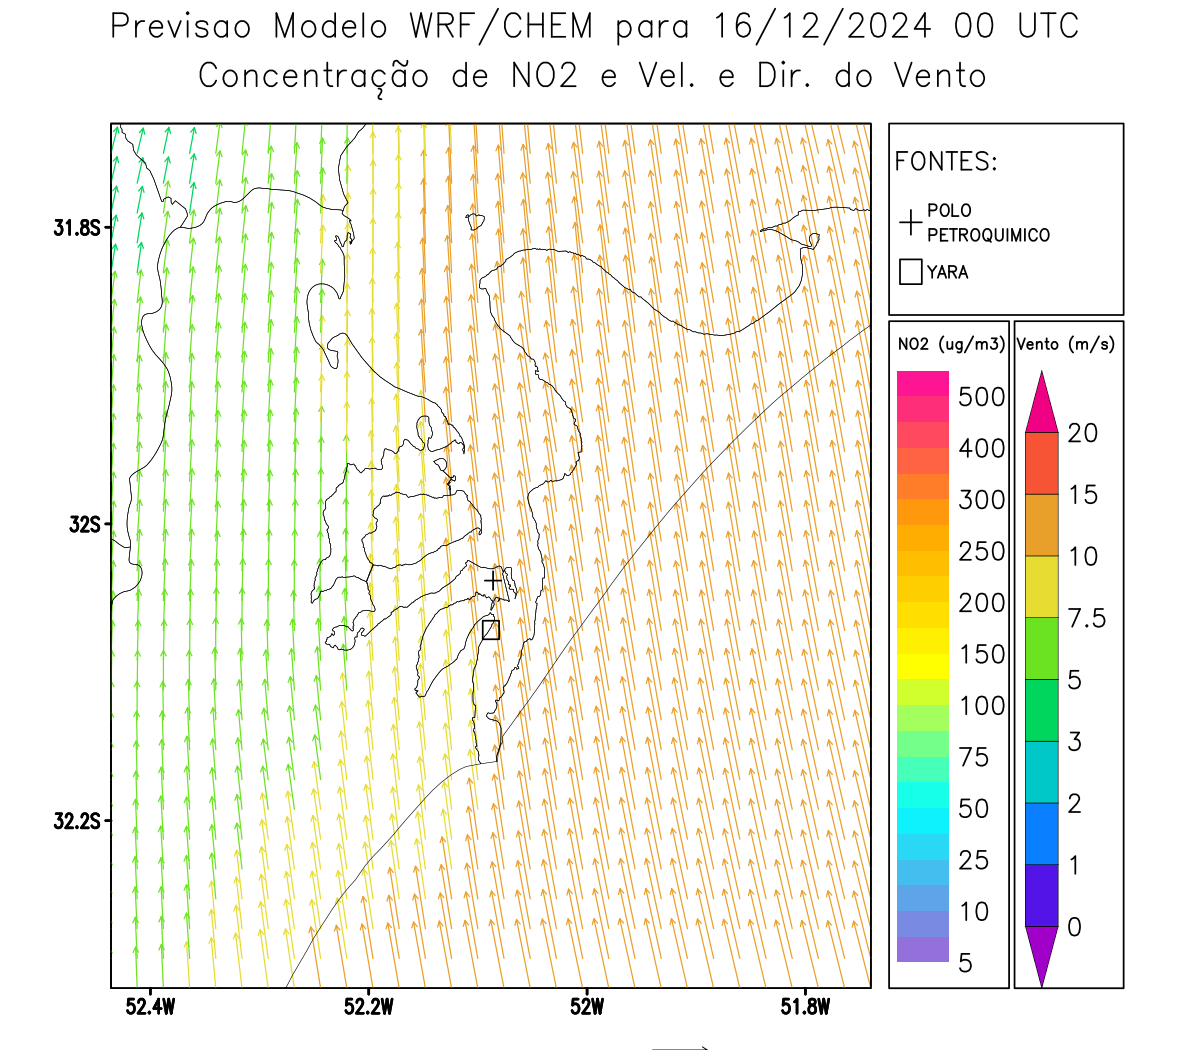 Previsao Modelo WRF/CHEM para 16/12/2024 00 UTC
Concentração de NO2 e Vel. e Dir. do Vento
FONTES:
POLO
PETROQUIMICO
YARA
NO2 (ug/m3)
500
400
300
250
200
150
100
75
50
25
10
5
Vento (m/s)
20
15
10
7.5
5
3
2
1
0
31.8S
32S
32.2S
52.4W
52.2W
52W
51.8W